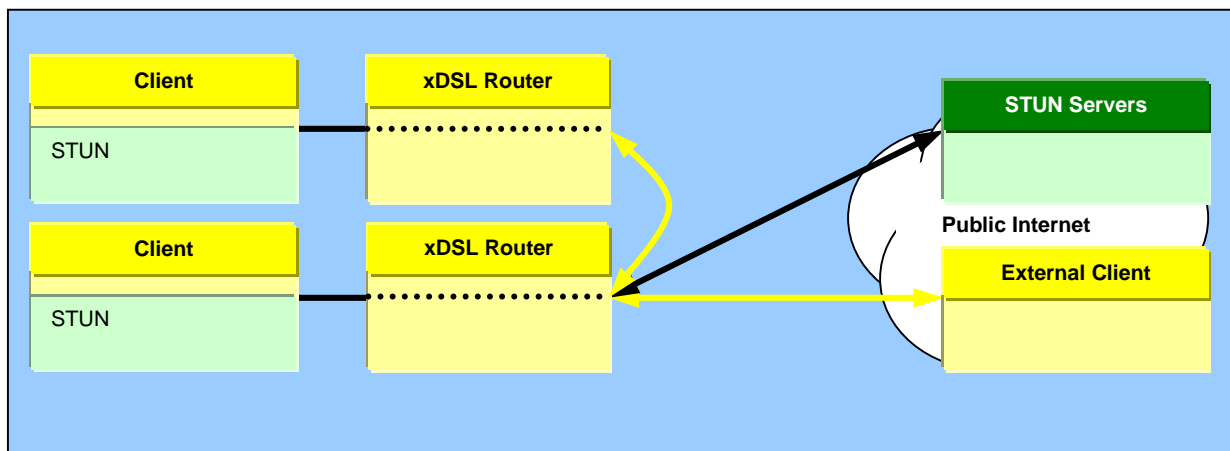 Client
xDSL Router
STUN Servers
STUN
Public Internet
Client
xDSL Router
External Client
STUN